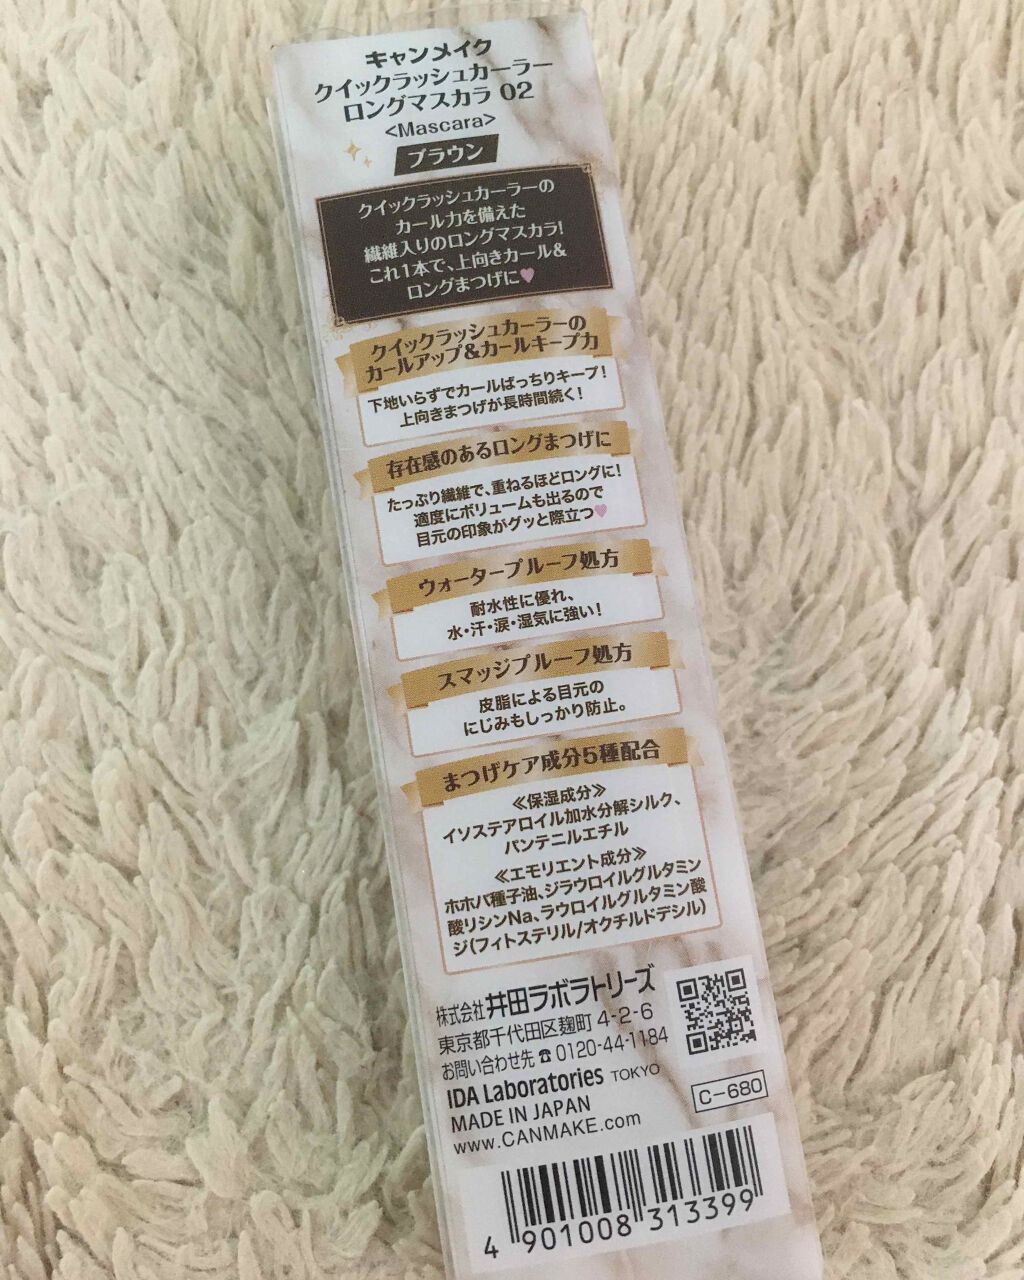 キャンメイク
クイックラッシュカーラー
ロングマスカラ 02
<Mascara>
ブラウン
クイックラッシュカーラーの
カール力を備えた
繊維入りのロングマスカラ!
これ1本で、上向きカール&
ロングまつげに♥
クイックラッシュカーラーの
カールアップ&カールキープ力
下地いらずでカールばっちりキープ!
上向きまつげが長時間続く!
存在感のあるロングまつげに
たっぷり繊維で、重ねるほどロングに!
適度にボリュームも出るので
目元の印象がグッと際立つ♥
ウォータープルーフ処方
耐水性に優れ、
水・汗・涙・湿気に強い!
スマッジプルーフ処方
皮脂による目元の
にじみもしっかり防止。
まつげケア成分5種配合
≪保湿成分≫
イソステアロイル加水分解シルク、
パンテニルエチル
≪エモリエント成分≫
ホホバ種子油、ジラウロイルグルタミン
酸リシンNa、ラウロイルグルタミン酸
ジ(フィトステリル/オクチルドデシル)
株式会社井田ラボラトリーズ
東京都千代田区麹町 4-2-6
お問い合わせ先 ☎ 0120-44-1184
IDA Laboratories TOKYO
MADE IN JAPAN
C-680
www.CANMAKE.com
4 901008 313399